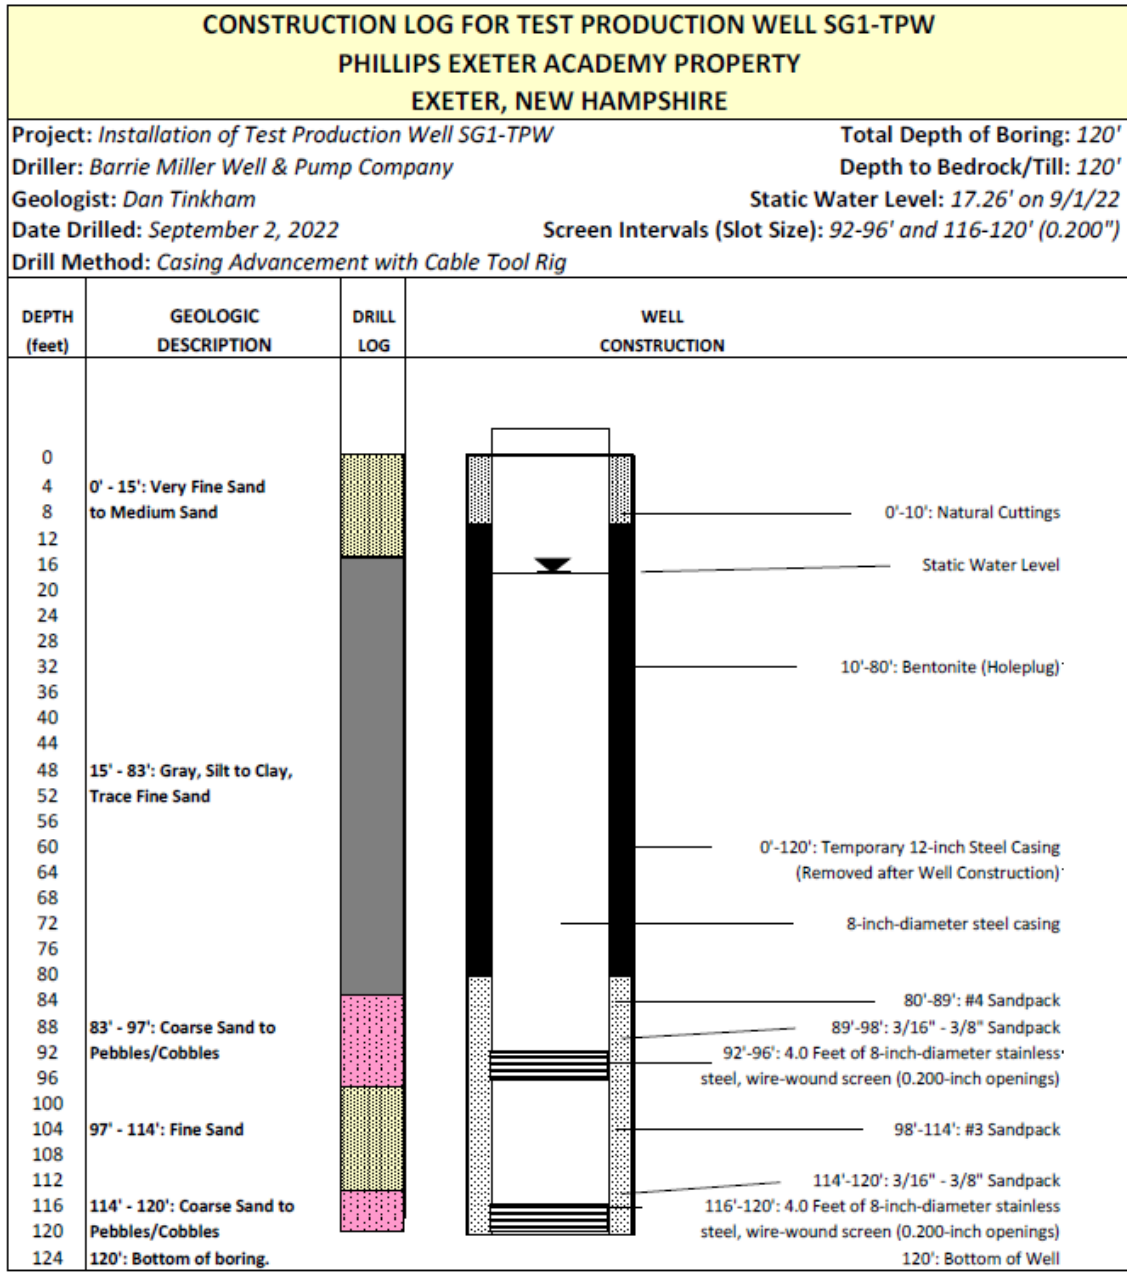 CONSTRUCTION LOG FOR TEST PRODUCTION WELL SG1-TPW
PHILLIPS EXETER ACADEMY PROPERTY
EXETER, NEW HAMPSHIRE
Project: Installation of Test Production Well SG1-TPW Total Depth of Boring: 120'
Driller: Barrie Miller Well & Pump Company Depth to Bedrock/Till: 120'
Geologist: Dan Tinkham Static Water Level: 17.26' on 9/1/22
Date Drilled: September 2, 2022 Screen Intervals (Slot Size): 92-96' and 116-120' (0.200")
Drill Method: Casing Advancement with Cable Tool Rig
DEPTH GEOLOGIC DRILL WELL
(feet) DESCRIPTION LOG CONSTRUCTION
0
4 0' - 15': Very Fine Sand
8 to Medium Sand 0'-10': Natural Cuttings
12
16 Static Water Level
20
24
28
32 10'-80': Bentonite (Holeplug)
36
40
44
48 15' - 83': Gray, Silt to Clay,
52 Trace Fine Sand
56
60 0'-120': Temporary 12-inch Steel Casing
64 (Removed after Well Construction)
68
72 8-inch-diameter steel casing
76
80
84 80'-89': #4 Sandpack
88 83' - 97': Coarse Sand to 89'-98': 3/16" - 3/8" Sandpack
92 Pebbles/Cobbles 92'-96': 4.0 Feet of 8-inch-diameter stainless
96 steel, wire-wound screen (0.200-inch openings)
100
104 97' - 114': Fine Sand 98'-114': #3 Sandpack
108
112 114'-120': 3/16" - 3/8" Sandpack
116 114' - 120': Coarse Sand to 116'-120': 4.0 Feet of 8-inch-diameter stainless
120 Pebbles/Cobbles steel, wire-wound screen (0.200-inch openings)
124 120': Bottom of boring. 120': Bottom of Well